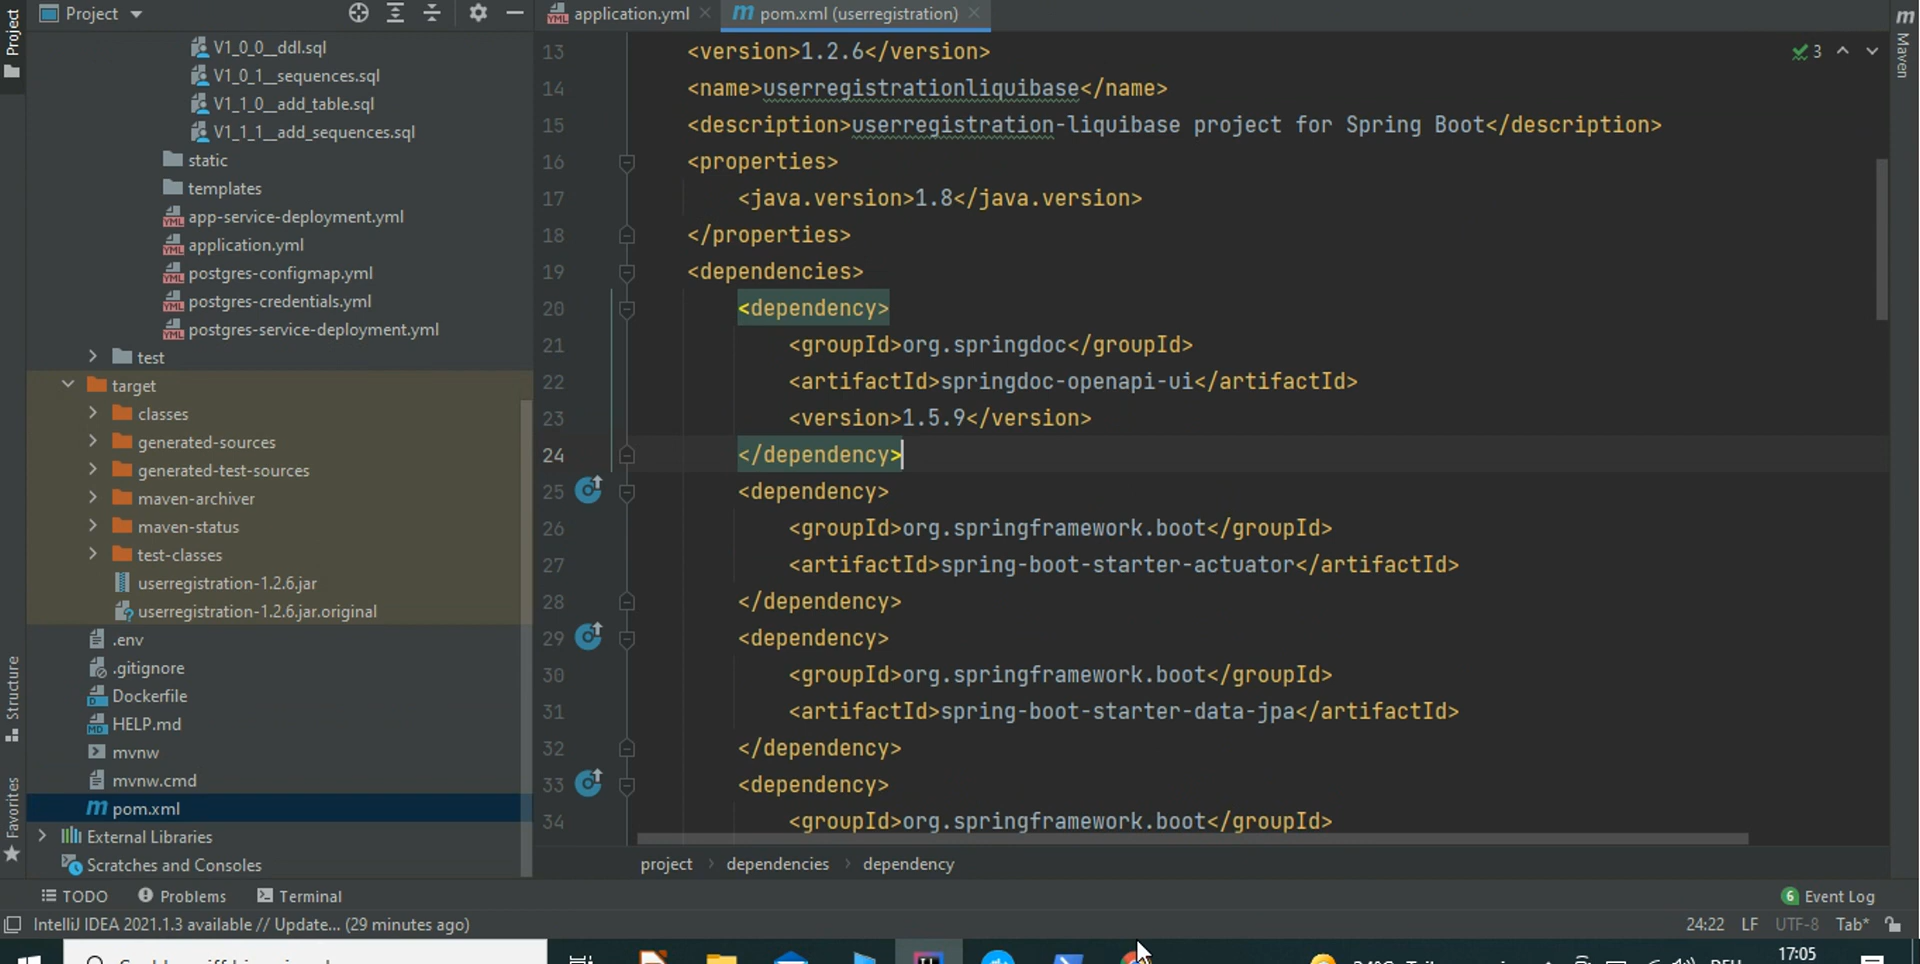 Project
application.yml
pom.xml (userregistration)
Project
Structure
Favorites
V1_0_0__ddl.sql
V1_0_1__sequences.sql
V1_1_0__add_table.sql
V1_1_1__add_sequences.sql
static
templates
app-service-deployment.yml
application.yml
postgres-configmap.yml
postgres-credentials.yml
postgres-service-deployment.yml
test
target
classes
generated-sources
generated-test-sources
maven-archiver
maven-status
test-classes
userregistration-1.2.6.jar
userregistration-1.2.6.jar.original
.env
.gitignore
Dockerfile
HELP.md
mvnw
mvnw.cmd
pom.xml
External Libraries
Scratches and Consoles
13 <version>1.2.6</version>
14 <name>userregistrationliquibase</name>
15 <description>userregistration-liquibase project for Spring Boot</description>
16 <properties>
17 <java.version>1.8</java.version>
18 </properties>
19 <dependencies>
20 <dependency>
21 <groupId>org.springdoc</groupId>
22 <artifactId>springdoc-openapi-ui</artifactId>
23 <version>1.5.9</version>
24 </dependency>
25 <dependency>
26 <groupId>org.springframework.boot</groupId>
27 <artifactId>spring-boot-starter-actuator</artifactId>
28 </dependency>
29 <dependency>
30 <groupId>org.springframework.boot</groupId>
31 <artifactId>spring-boot-starter-data-jpa</artifactId>
32 </dependency>
33 <dependency>
34 <groupId>org.springframework.boot</groupId>
3
m
Maven
project > dependencies > dependency
TODO
Problems
Terminal
6 Event Log
IntelliJ IDEA 2021.1.3 available // Update... (29 minutes ago)
24:22 LF UTF-8 Tab*
17:05